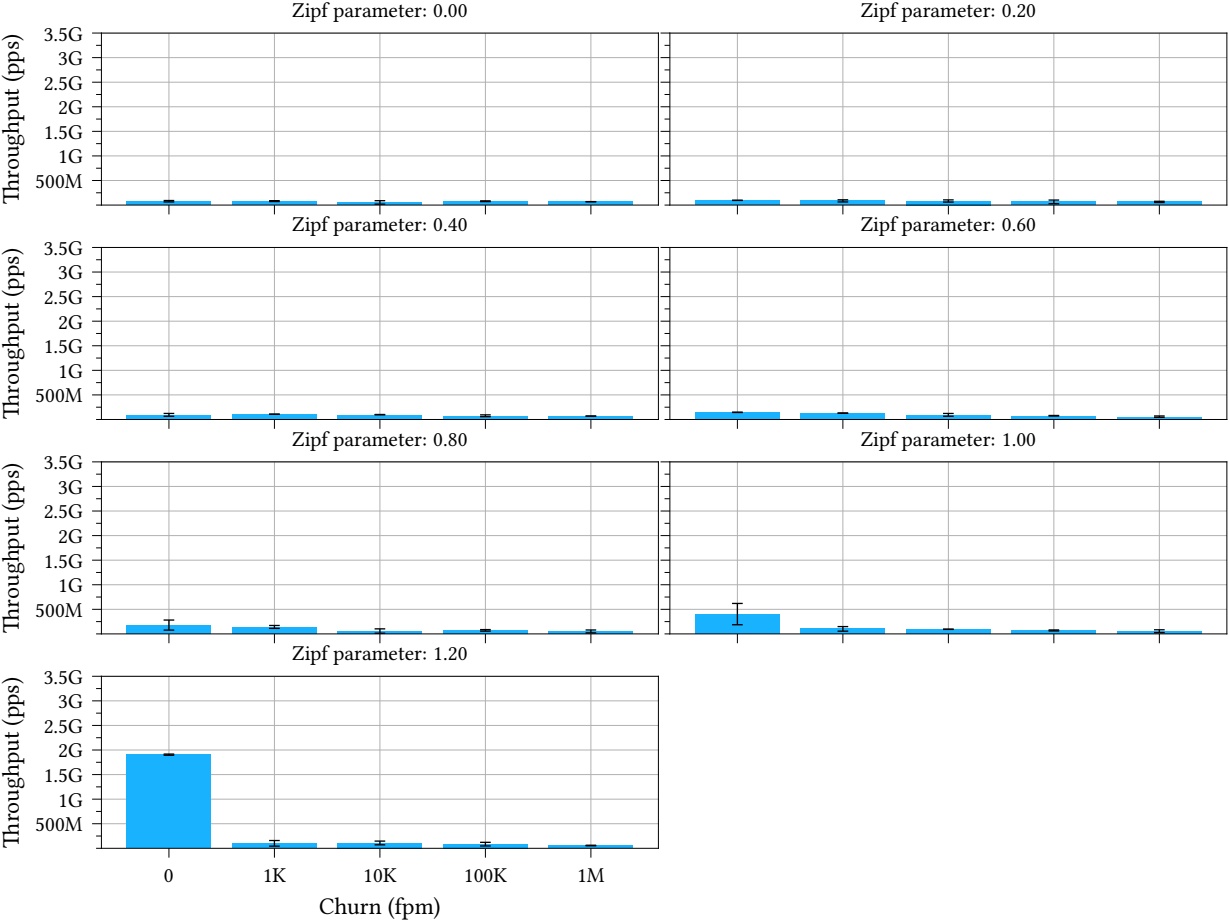 Zipf parameter: 0.00
Zipf parameter: 0.20
Throughput (pps)
3.5G
3G
2.5G
2G
1.5G
1G
500M
Zipf parameter: 0.40
Zipf parameter: 0.60
Throughput (pps)
3.5G
3G
2.5G
2G
1.5G
1G
500M
Zipf parameter: 0.80
Zipf parameter: 1.00
Throughput (pps)
3.5G
3G
2.5G
2G
1.5G
1G
500M
Zipf parameter: 1.20
Throughput (pps)
3.5G
3G
2.5G
2G
1.5G
1G
500M
0 1K 10K 100K 1M
Churn (fpm)